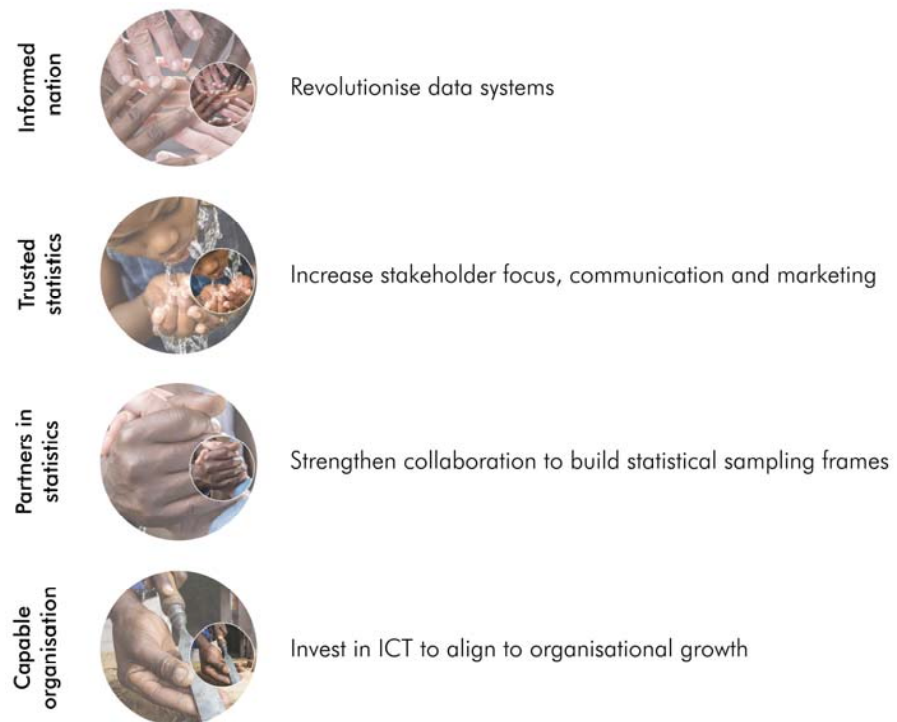 Informed
nation
Revolutionise data systems
Trusted
statistics
Increase stakeholder focus, communication and marketing
Partners in
statistics
Strengthen collaboration to build statistical sampling frames
Capable
organisation
Invest in ICT to align to organisational growth